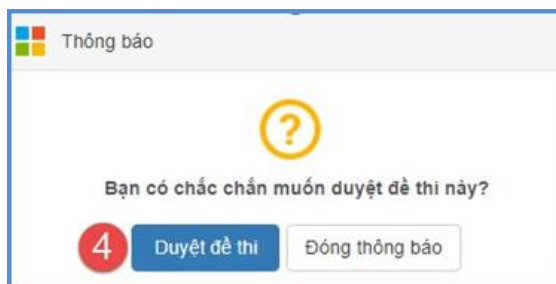 Thông báo
?
Bạn có chắc chắn muốn duyệt đề thi này?
4 Duyệt đề thi Đóng thông báo